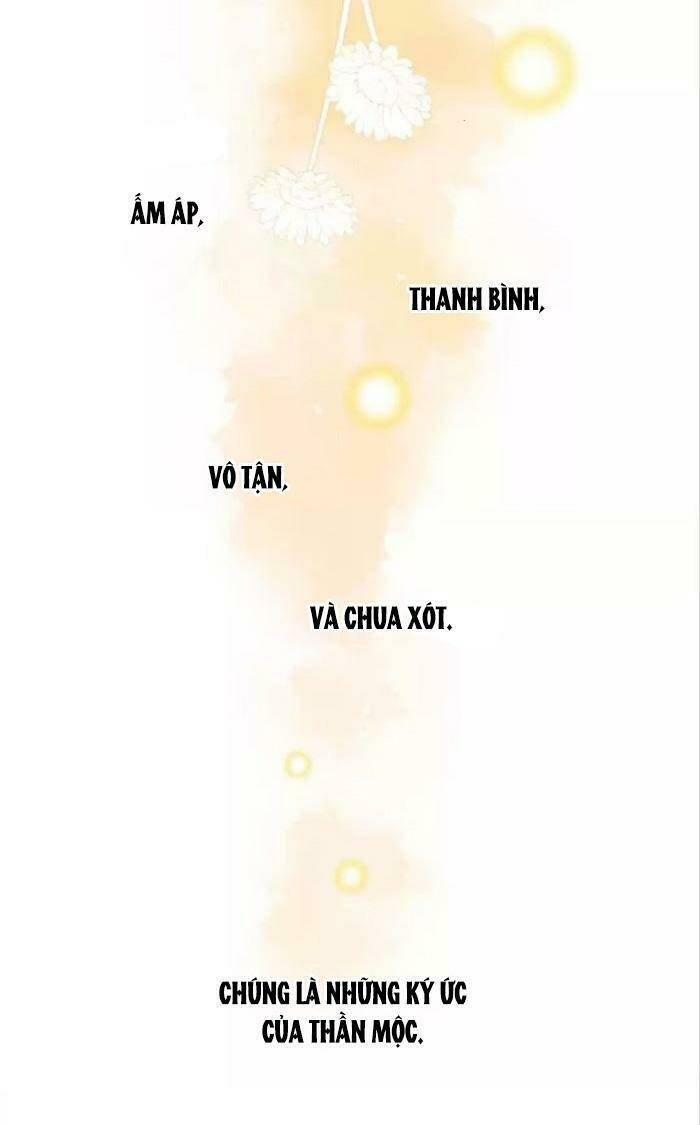 ẤM ÁP,
THANH BÌNH,
VÔ TẬN,
VÀ CHUA XÓT.
CHÚNG LÀ NHỮNG KÝ ỨC
CỦA THẦN MỘC.